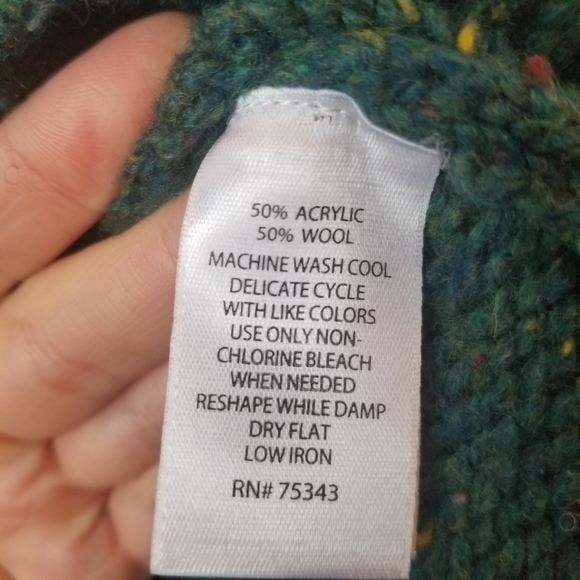 50% ACRYLIC
50% WOOL
MACHINE WASH COOL
DELICATE CYCLE
WITH LIKE COLORS
USE ONLY NON-
CHLORINE BLEACH
WHEN NEEDED
RESHAPE WHILE DAMP
DRY FLAT
LOW IRON
RN# 75343